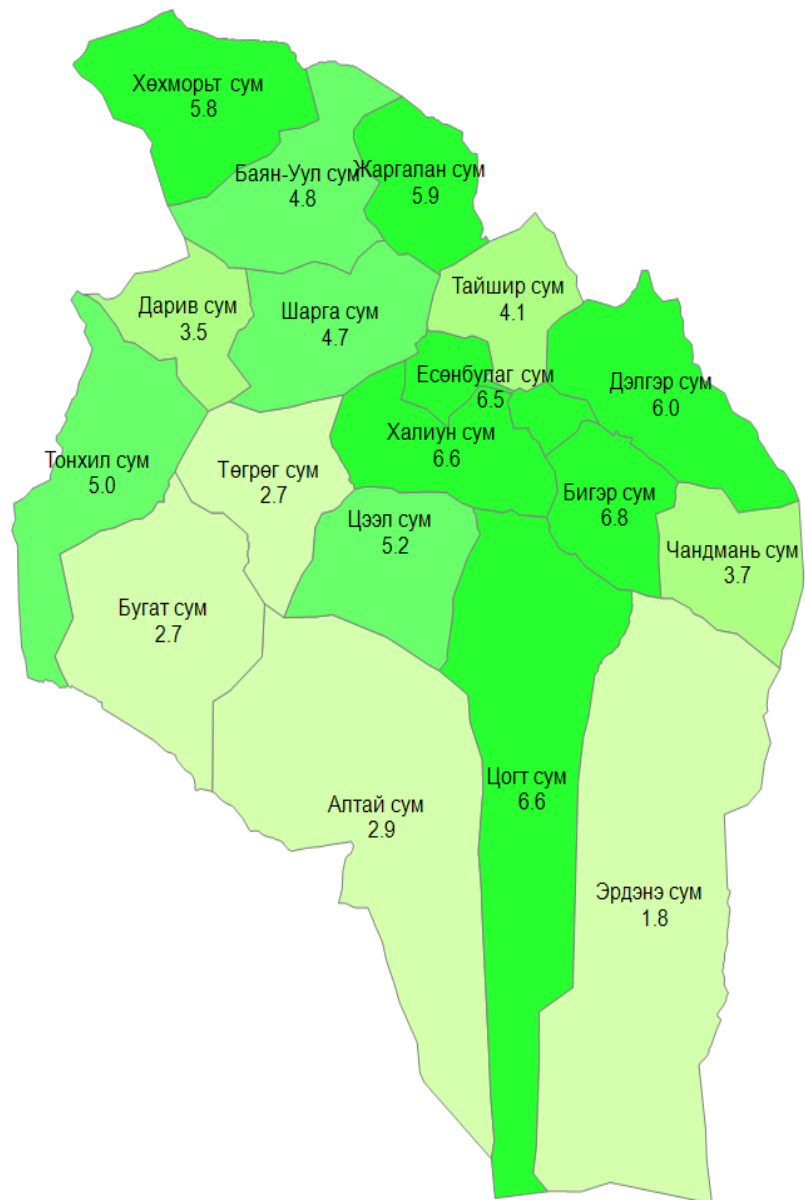 Хөхморьт сум
5.8
Баян-Уул сум
4.8
Жаргалан сум
5.9
Тайшир сум
4.1
Дарив сум
3.5
Шарга сум
4.7
Есөнбулаг сум
6.5
Дэлгэр сум
6.0
Халиун сум
6.6
Тонхил сум
5.0
Төгрөг сум
2.7
Бигэр сум
6.8
Цээл сум
5.2
Чандмань сум
3.7
Бугат сум
2.7
Цогт сум
6.6
Алтай сум
2.9
Эрдэнэ сум
1.8